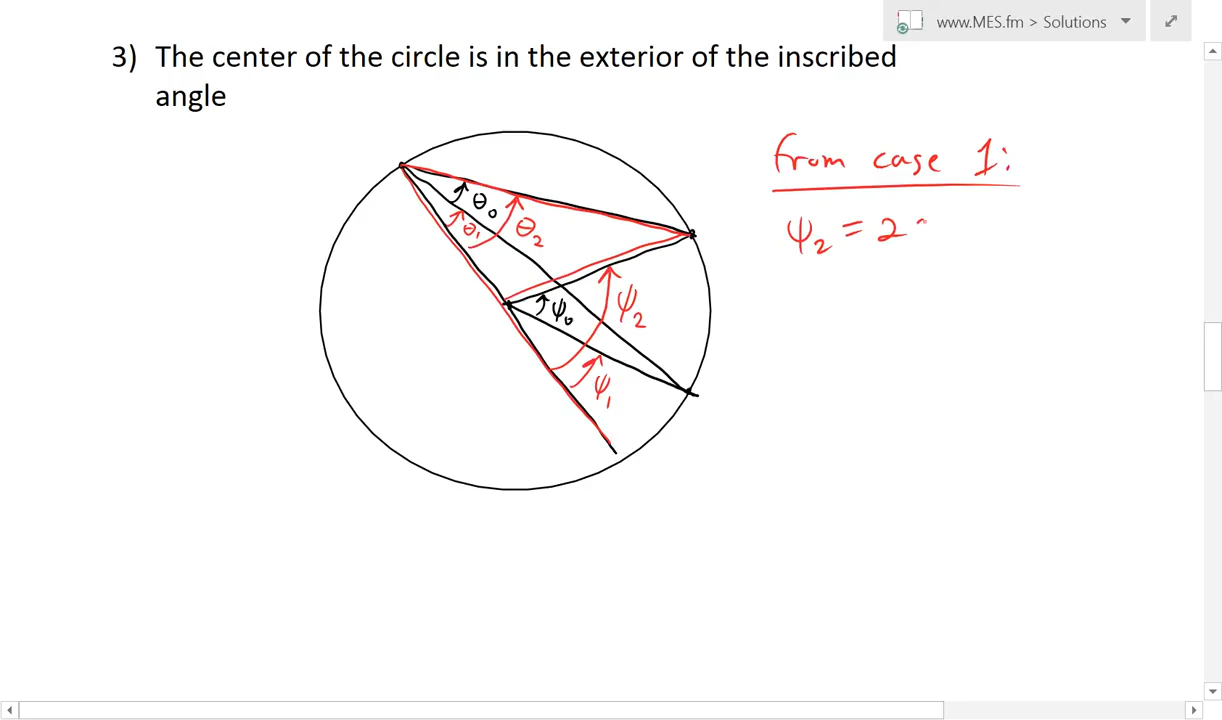 www.MES.fm > Solutions
3) The center of the circle is in the exterior of the inscribed
angle
from case 1:
ψ₂ = 2
θ₀
θ₁
θ₂
ψ₀
ψ₂
ψ₁